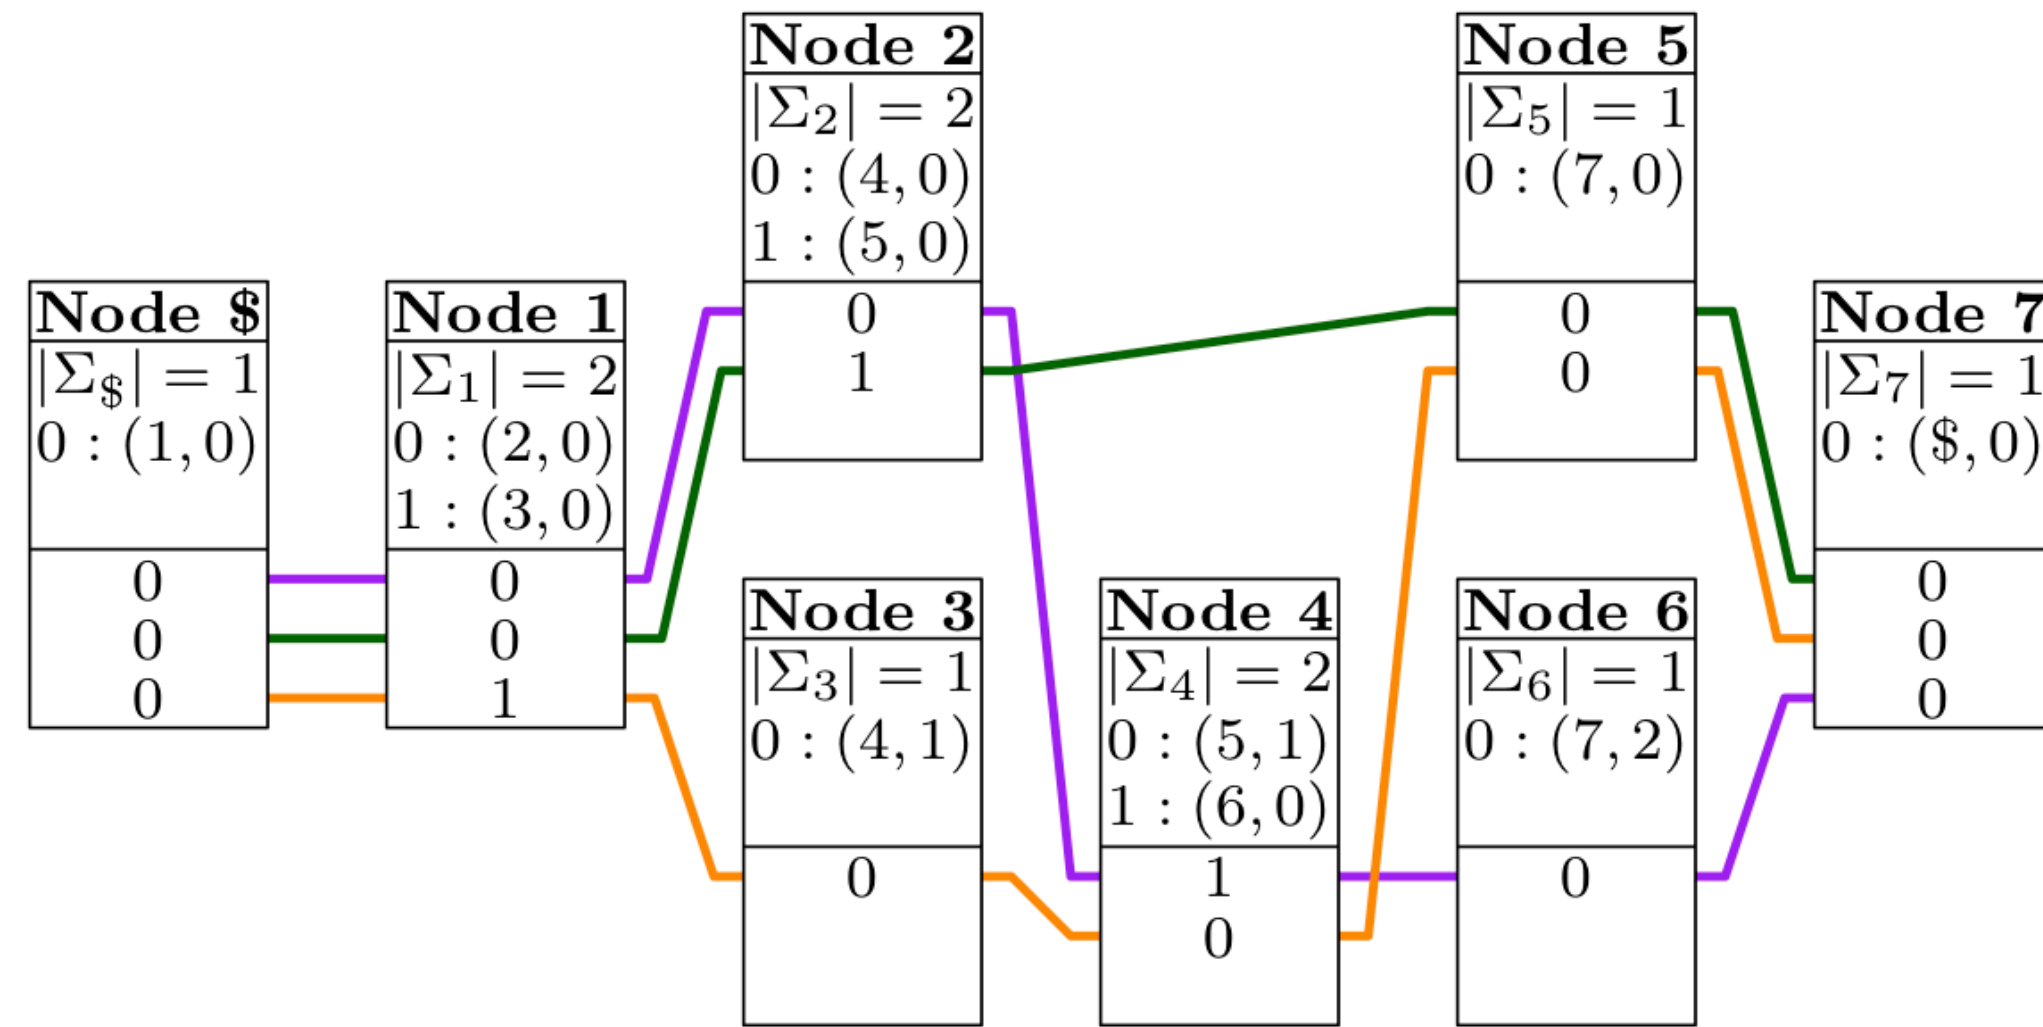 Node $
|Σ$| = 1
0 : (1, 0)
0
0
0
Node 1
|Σ1| = 2
0 : (2, 0)
1 : (3, 0)
0
0
1
Node 2
|Σ2| = 2
0 : (4, 0)
1 : (5, 0)
0
1
Node 3
|Σ3| = 1
0 : (4, 1)
0
Node 4
|Σ4| = 2
0 : (5, 1)
1 : (6, 0)
1
0
Node 5
|Σ5| = 1
0 : (7, 0)
0
0
Node 6
|Σ6| = 1
0 : (7, 2)
0
Node 7
|Σ7| = 1
0 : ($, 0)
0
0
0